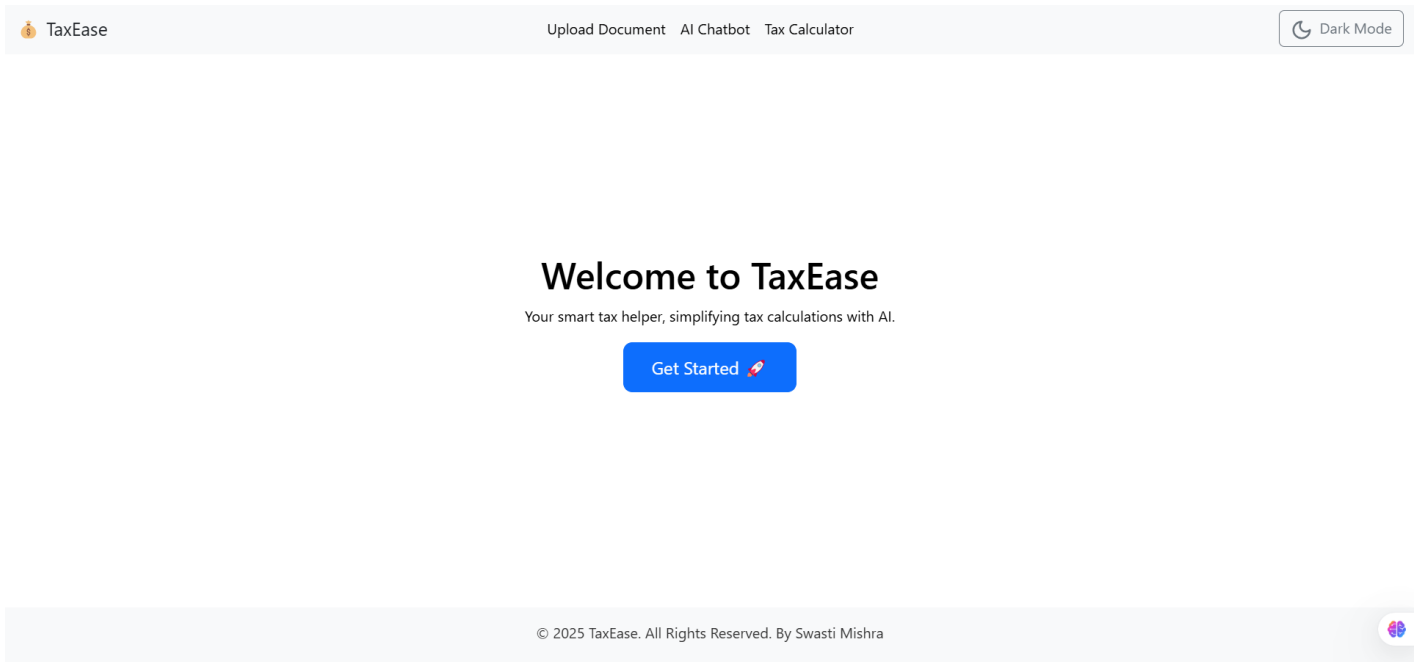 TaxEase
Upload Document
AI Chatbot
Tax Calculator
Dark Mode
Welcome to TaxEase
Your smart tax helper, simplifying tax calculations with AI.
Get Started 🚀
© 2025 TaxEase. All Rights Reserved. By Swasti Mishra